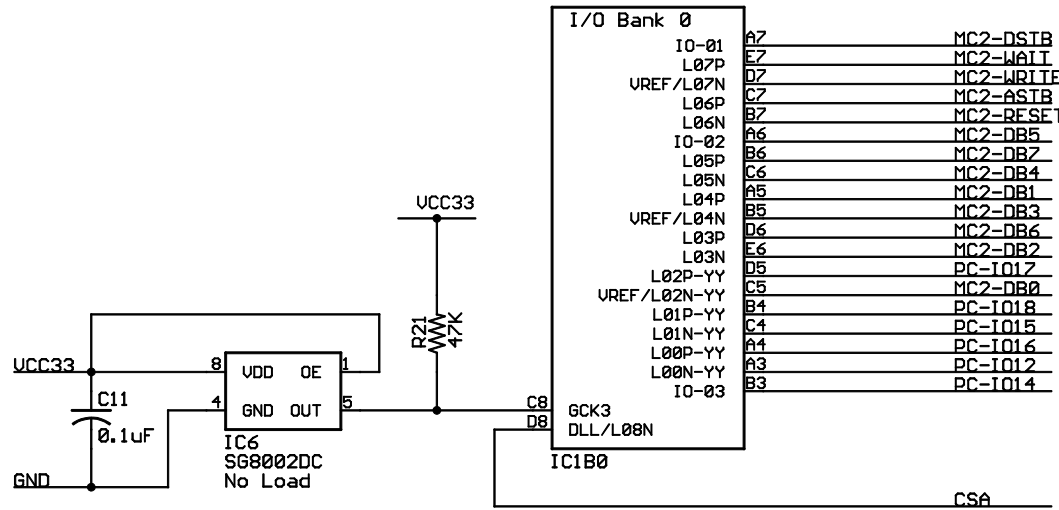 I/O Bank 0
IO-01 A7 MC2-DSTB
L07P E7 MC2-WAIT
VREF/L07N D7 MC2-WRITE
L06P C7 MC2-ASTB
L06N B7 MC2-RESET
IO-02 A6 MC2-DB5
L05P B6 MC2-DB7
L05N C6 MC2-DB4
L04P A5 MC2-DB1
VREF/L04N B5 MC2-DB3
L03P D6 MC2-DB6
L03N E6 MC2-DB2
L02P-YY D5 PC-IO17
VREF/L02N-YY C5 MC2-DB0
L01P-YY B4 PC-IO18
L01N-YY C4 PC-IO15
L00P-YY A4 PC-IO16
L00N-YY A3 PC-IO12
IO-03 B3 PC-IO14
C8 GCK3
D8 DLL/L08N
IC1B0
CSA
VCC33
R21
47K
VCC33
8 VDD OE 1
4 GND OUT 5
IC6
SG8002DC
No Load
C11
0.1uF
GND